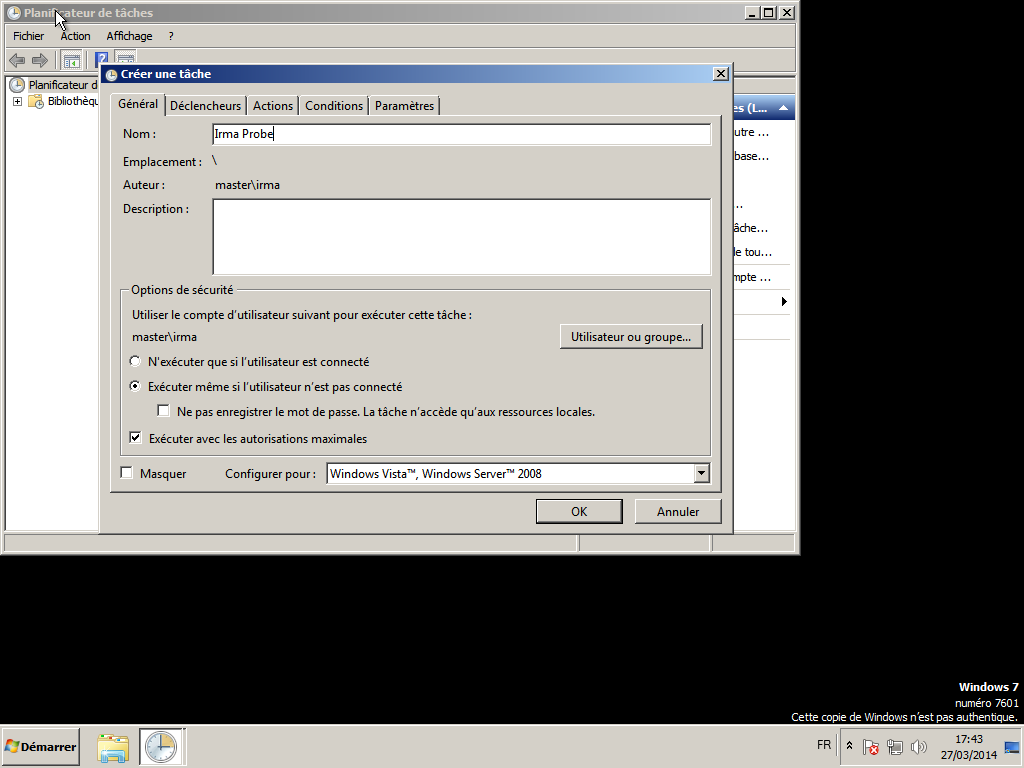 Planificateur de tâches
Fichier Action Affichage ?
Créer une tâche
Planificateur d
Bibliothèqu
Général Déclencheurs Actions Conditions Paramètres
Nom : Irma Probe
Emplacement : \
Auteur : master\irma
Description :
Options de sécurité
Utiliser le compte d'utilisateur suivant pour exécuter cette tâche :
master\irma
Utilisateur ou groupe...
N'exécuter que si l'utilisateur est connecté
Exécuter même si l'utilisateur n'est pas connecté
Ne pas enregistrer le mot de passe. La tâche n'accède qu'aux ressources locales.
Exécuter avec les autorisations maximales
Masquer Configurer pour : Windows Vista™, Windows Server™ 2008
OK Annuler
es (L...
utre ...
base...
...
âche...
le tou...
mpte ...
Windows 7
numéro 7601
Cette copie de Windows n'est pas authentique.
Démarrer
FR
17:43
27/03/2014